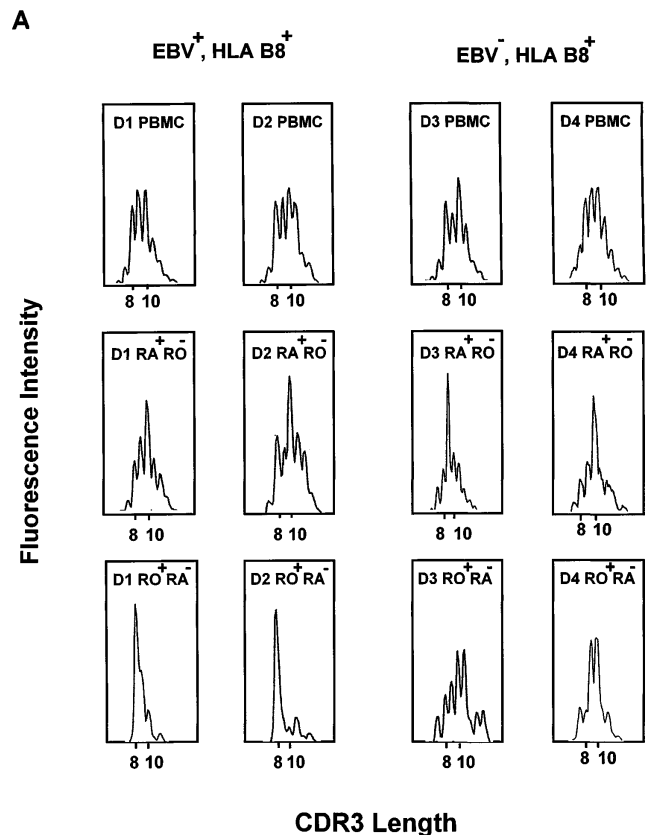 A
EBV+, HLA B8+
EBV-, HLA B8+
D1 PBMC
D2 PBMC
D3 PBMC
D4 PBMC
8 10
8 10
8 10
8 10
D1 RA+ RO-
D2 RA+ RO-
D3 RA+ RO-
D4 RA+ RO-
8 10
8 10
8 10
8 10
D1 RO+ RA-
D2 RO+ RA-
D3 RO+ RA-
D4 RO+ RA-
8 10
8 10
8 10
8 10
Fluorescence Intensity
CDR3 Length